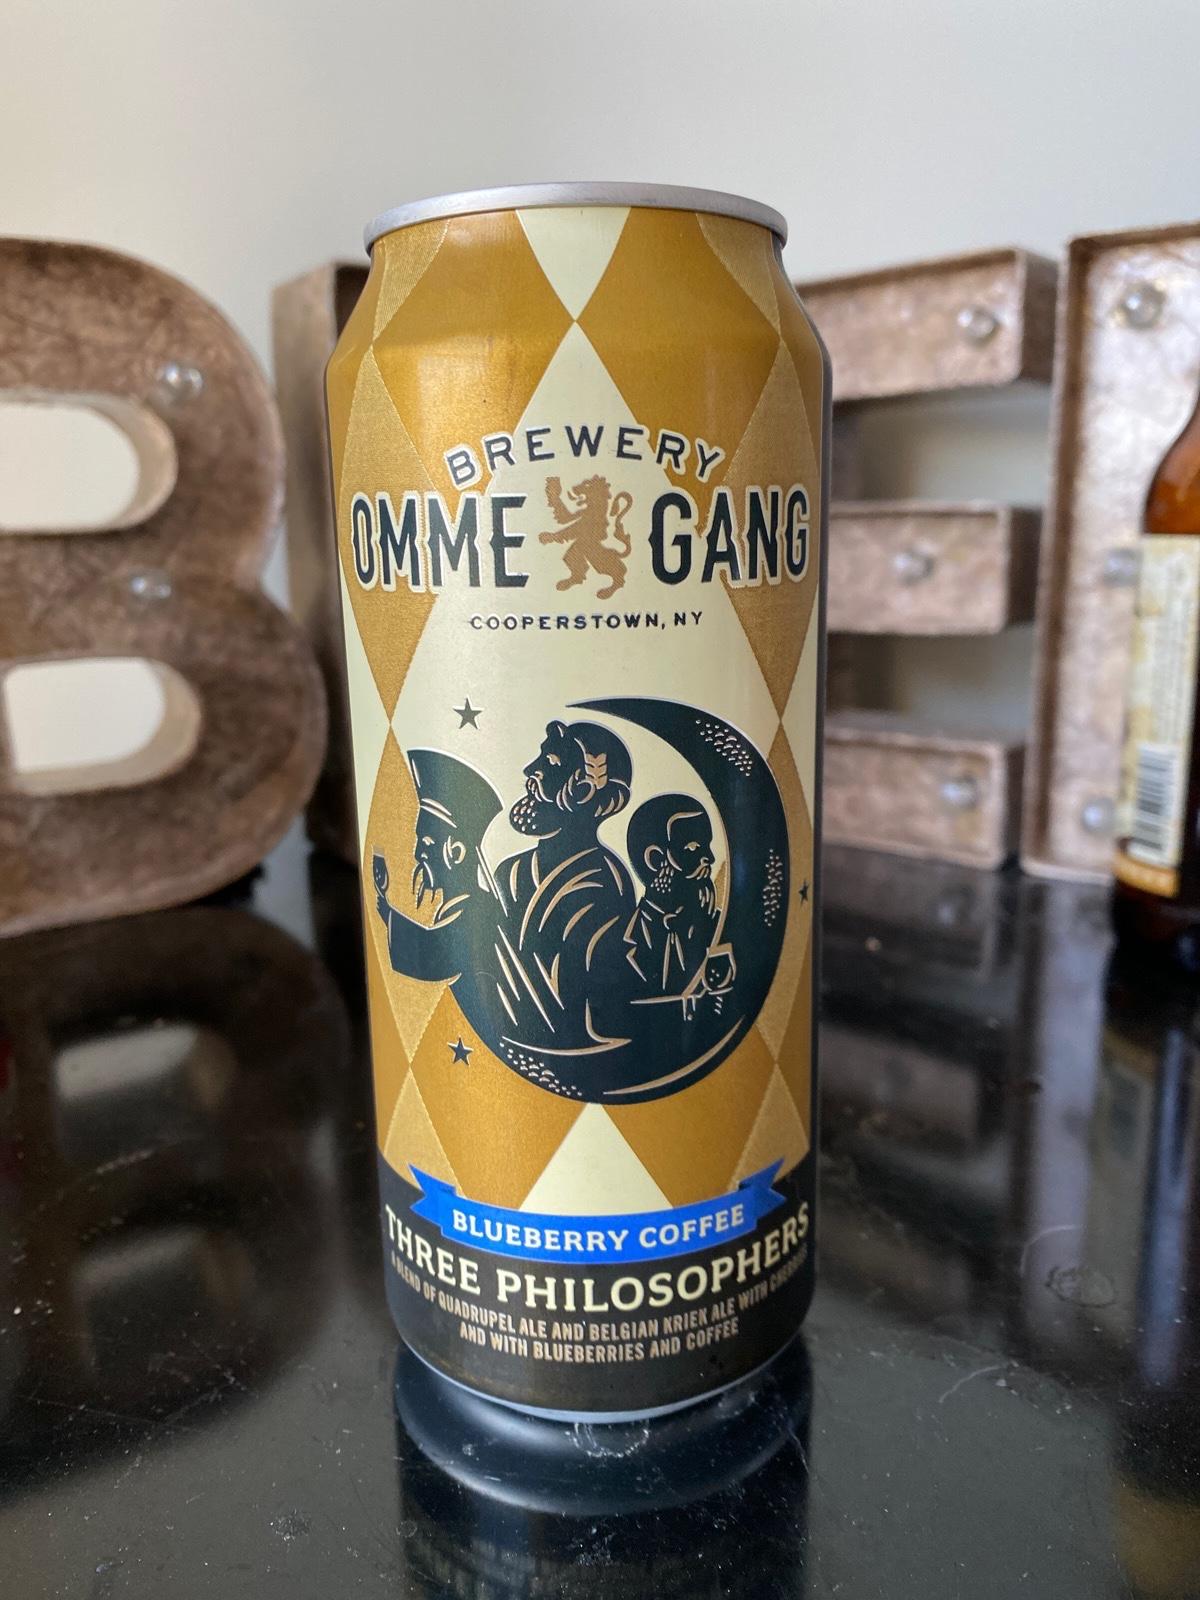 BREWERY
OMME GANG
COOPERSTOWN, NY
BLUEBERRY COFFEE
THREE PHILOSOPHERS
A BLEND OF QUADRUPEL ALE AND BELGIAN KRIEK ALE WITH CHERRIES
AND WITH BLUEBERRIES AND COFFEE
B
E